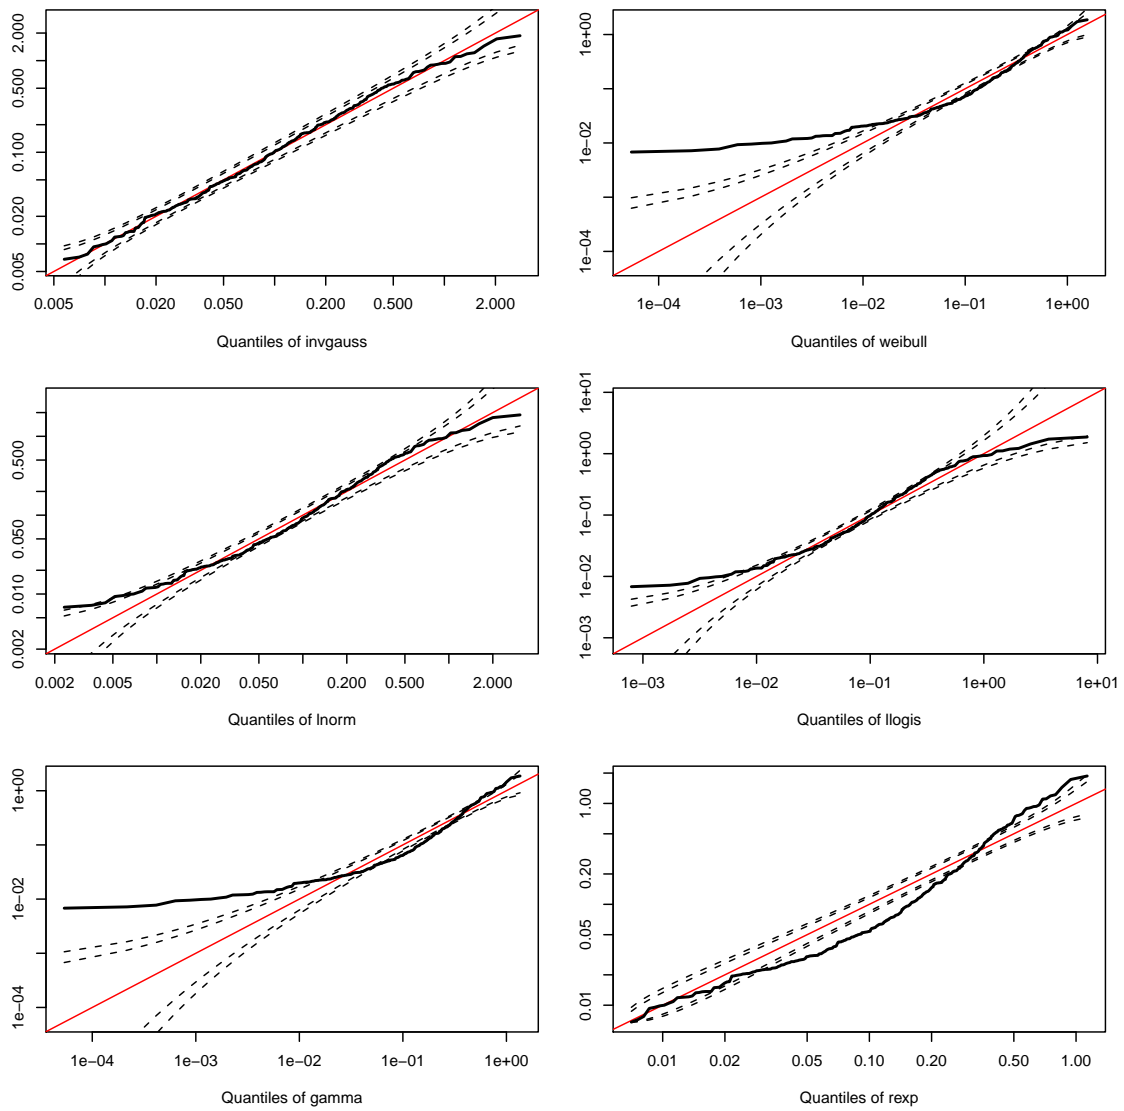 2.000
0.500
0.100
0.020
0.005
0.005 0.020 0.050 0.200 0.500 2.000
Quantiles of invgauss
1e+00
1e−02
1e−04
1e−04 1e−03 1e−02 1e−01 1e+00
Quantiles of weibull
0.500
0.050
0.010
0.002
0.002 0.005 0.020 0.050 0.200 0.500 2.000
Quantiles of lnorm
1e+01
1e+00
1e−01
1e−02
1e−03
1e−03 1e−02 1e−01 1e+00 1e+01
Quantiles of llogis
1e+00
1e−02
1e−04
1e−04 1e−03 1e−02 1e−01 1e+00
Quantiles of gamma
1.00
0.20
0.05
0.01
0.01 0.02 0.05 0.10 0.20 0.50 1.00
Quantiles of rexp